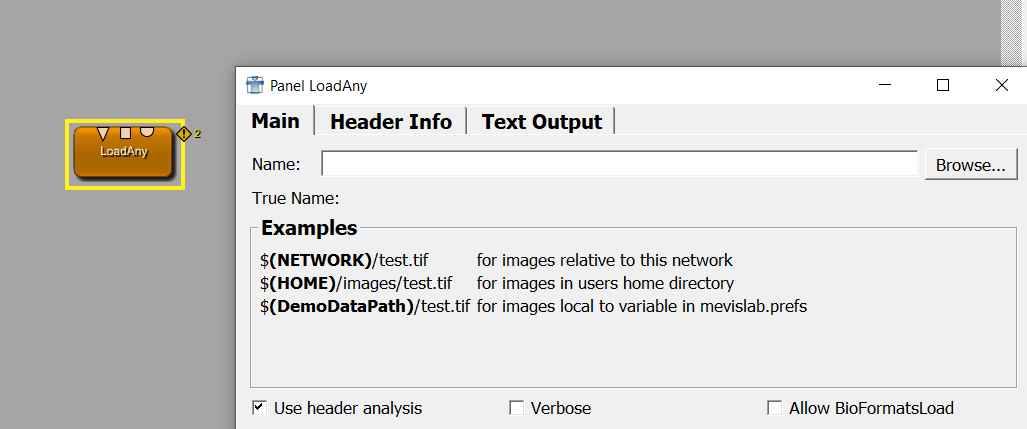 Panel LoadAny
Main Header Info Text Output
LoadAny 2
Name: Browse...
True Name:
Examples
$(NETWORK)/test.tif for images relative to this network
$(HOME)/images/test.tif for images in users home directory
$(DemoDataPath)/test.tif for images local to variable in mevislab.prefs
Use header analysis Verbose Allow BioFormatsLoad